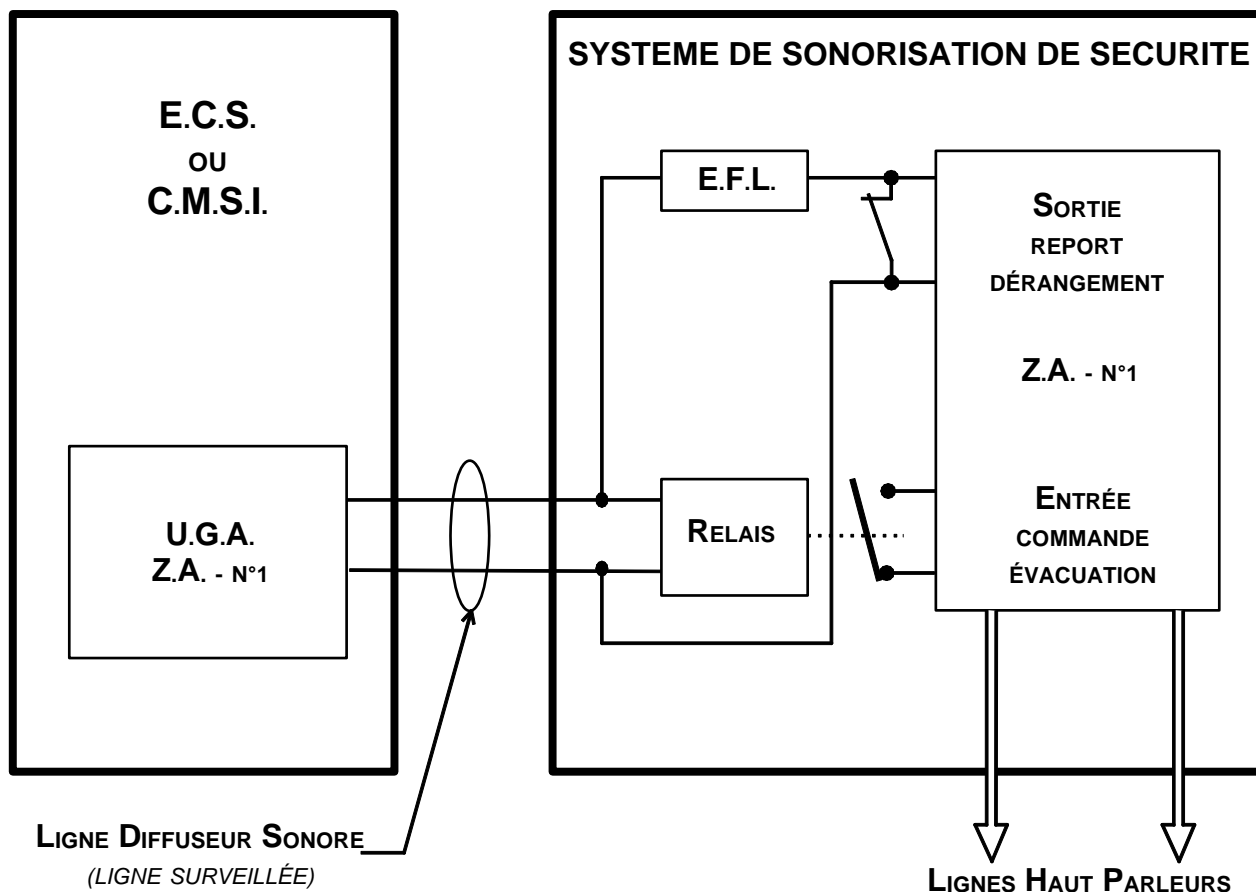 SYSTEME DE SONORISATION DE SECURITE
E.C.S.
OU
C.M.S.I.
E.F.L.
SORTIE
REPORT
DÉRANGEMENT
Z.A. - N°1
U.G.A.
Z.A. - N°1
RELAIS
ENTRÉE
COMMANDE
ÉVACUATION
LIGNE DIFFUSEUR SONORE
(LIGNE SURVEILLÉE)
LIGNES HAUT PARLEURS